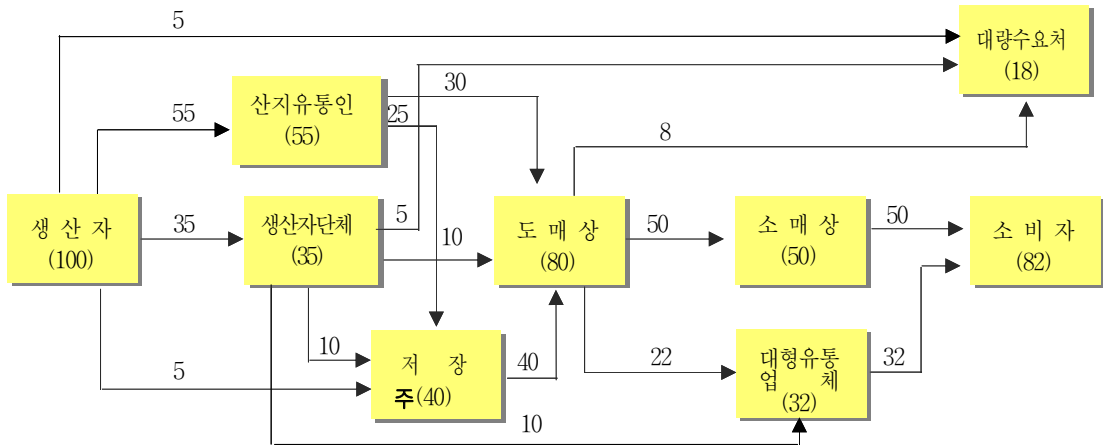 5
대량수요처
(18)
30
산지유통인
(55)
25
55
8
생 산 자
(100)
35
생산자단체
(35)
5
10
도 매 상
(80)
50
소 매 상
(50)
50
소 비 자
(82)
10
저 장
주(40)
40
22
대형유통
업 체
(32)
32
5
10